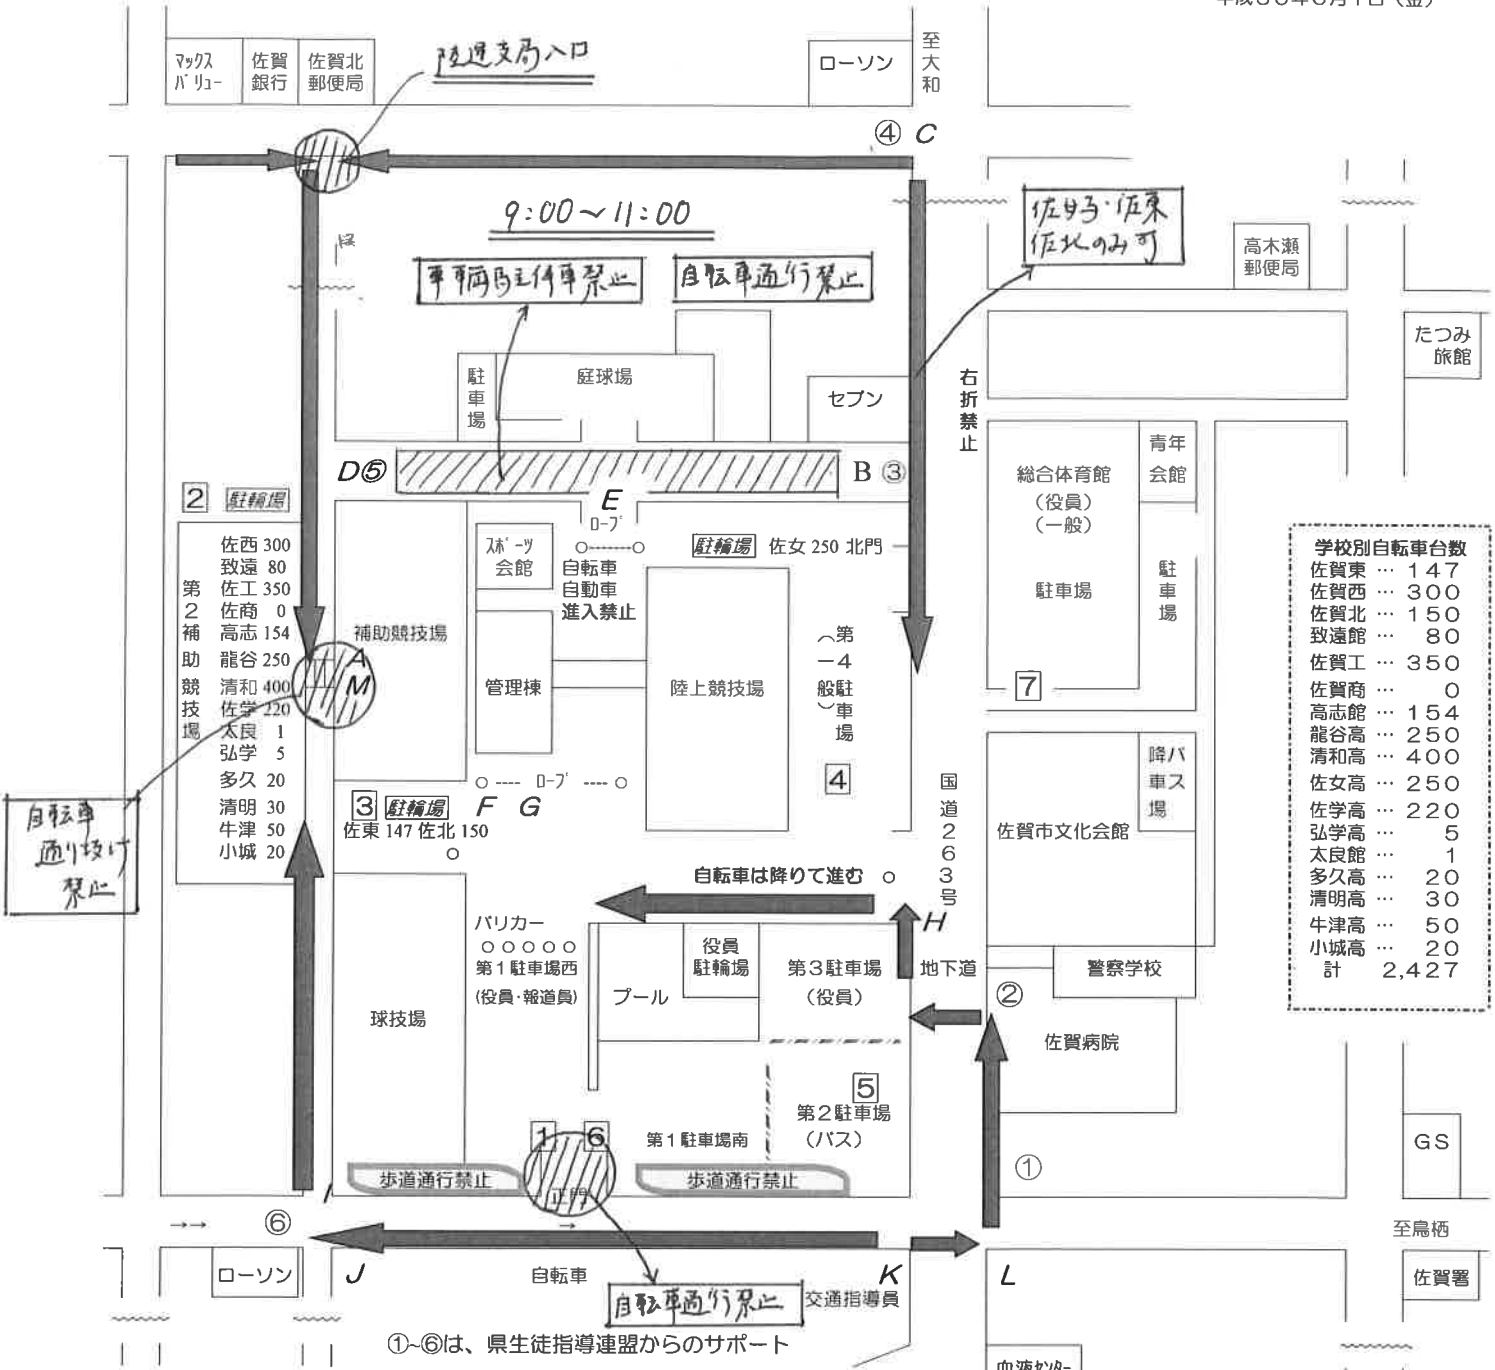 マックス
バリュー
佐賀
銀行
佐賀北
郵便局
陸運支局入口
ローソン
至
大
和
④ C
9:00～11:00
車輌駐停車禁止
自転車通行禁止
佐女子・佐東
佐北のみ可
高木瀬
郵便局
たつみ
旅館
駐
車
場
庭球場
セブン
右
折
禁
止
D⑤
B ③
E
ロープ
総合体育館
(役員)
(一般)
駐車場
青年
会館
駐
車
場
2 駐輪場
第
2
補
助
競
技
場
佐西 300
致遠 80
佐工 350
佐商 0
高志 154
龍谷 250
清和 400
佐学 220
太良 1
弘学 5
多久 20
清明 30
牛津 50
小城 20
スポーツ
会館
自転車
自動車
進入禁止
駐輪場 佐女 250 北門
補助競技場
A
M
管理棟
陸上競技場
(第
一4
般駐
)車
場
4
7
学校別自転車台数
佐賀東 … 147
佐賀西 … 300
佐賀北 … 150
致遠館 … 80
佐賀工 … 350
佐賀商 … 0
高志館 … 154
龍谷高 … 250
清和高 … 400
佐女高 … 250
佐学高 … 220
弘学高 … 5
太良館 … 1
多久高 … 20
清明高 … 30
牛津高 … 50
小城高 … 20
計 2,427
自転車
通り抜け
禁止
ロープ
3 駐輪場 F G
佐東 147 佐北 150
国
道
2
6
3
号
佐賀市文化会館
降バ
車ス
場
自転車は降りて進む
H
バリカー
第1駐車場西
(役員・報道員)
役員
駐輪場
プール
第3駐車場
(役員)
地下道
警察学校
②
球技場
佐賀病院
5
第2駐車場
(バス)
1 6
第1駐車場南
①
GS
歩道通行禁止
正門
歩道通行禁止
I
→→ ⑥
→
至鳥栖
ローソン
J
自転車
K
L
佐賀署
自転車通行禁止
交通指導員
①~⑥は、県生徒指導連盟からのサポート